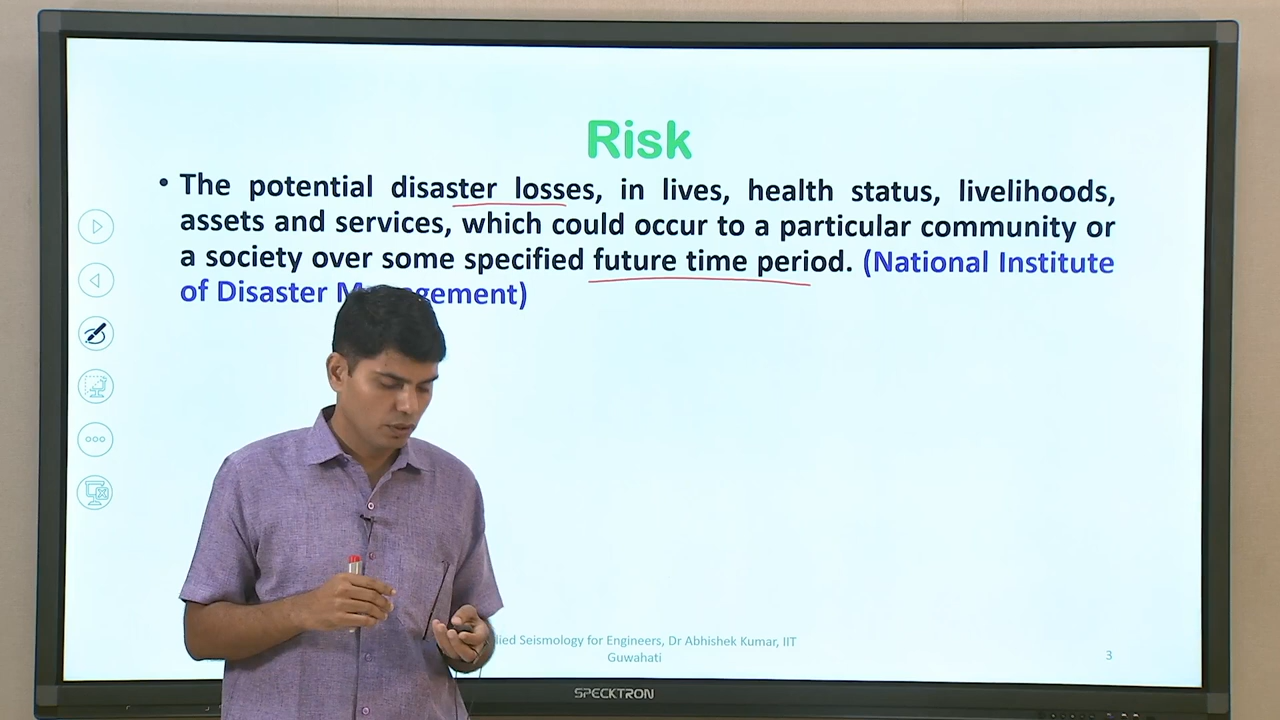 Risk
• The potential disaster losses, in lives, health status, livelihoods,
assets and services, which could occur to a particular community or
a society over some specified future time period. (National Institute
of Disaster Management)
Seismology for Engineers, Dr Abhishek Kumar, IIT
Guwahati
3
SPECKTRON